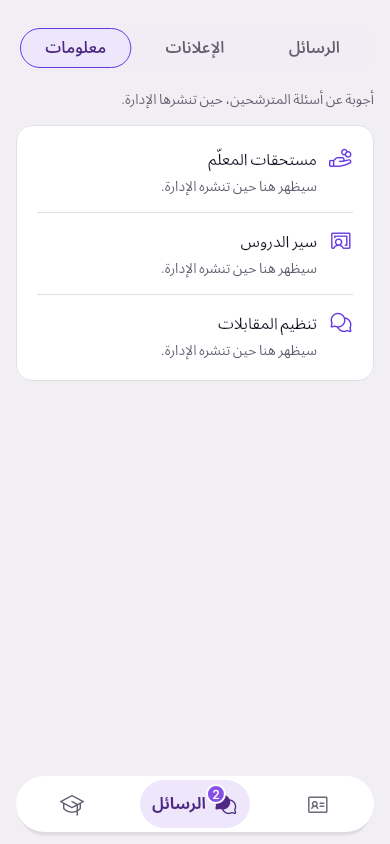 الرسائل
الإعلانات
معلومات
أجوبة عن أسئلة المترشحين، حين تنشرها الإدارة.
مستحقات المعلّم
سيظهر هنا حين تنشره الإدارة.
سير الدروس
سيظهر هنا حين تنشره الإدارة.
تنظيم المقابلات
سيظهر هنا حين تنشره الإدارة.
2
الرسائل